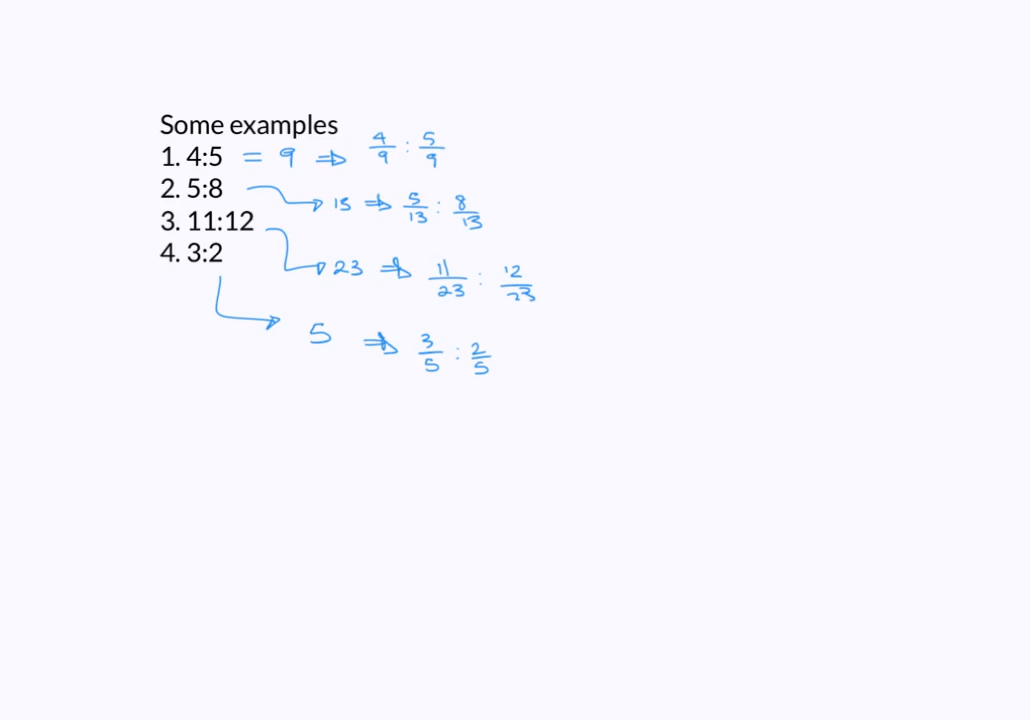 Some examples
1. 4:5 = 9 ⇒ 4/9 : 5/9
2. 5:8 → 13 ⇒ 5/13 : 8/13
3. 11:12 → 23 ⇒ 11/23 : 12/23
4. 3:2 → 5 ⇒ 3/5 : 2/5